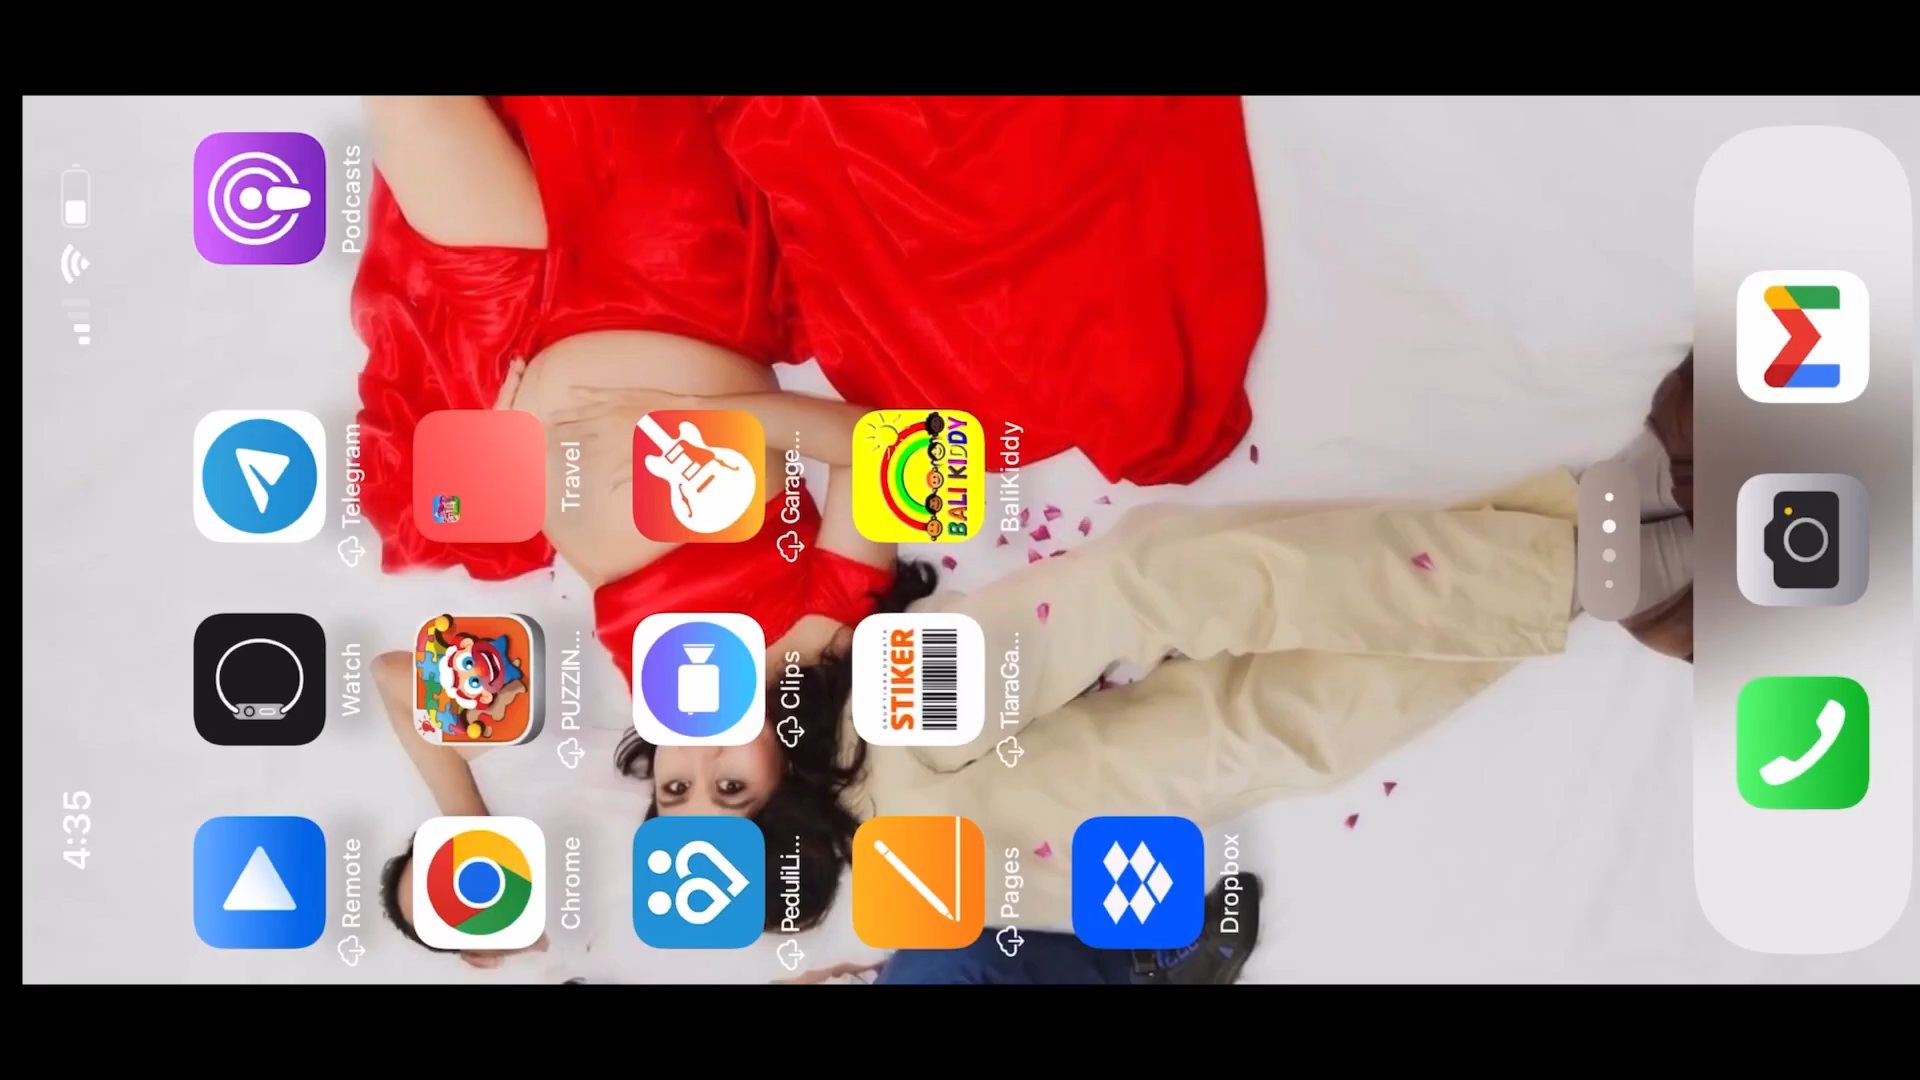 4:35
Remote
Watch
Telegram
Podcasts
Chrome
PUZZIN...
Travel
PeduliLi...
Clips
Garage...
STIKER
BALI KIDDY
Pages
TiaraGa...
BaliKiddy
Dropbox